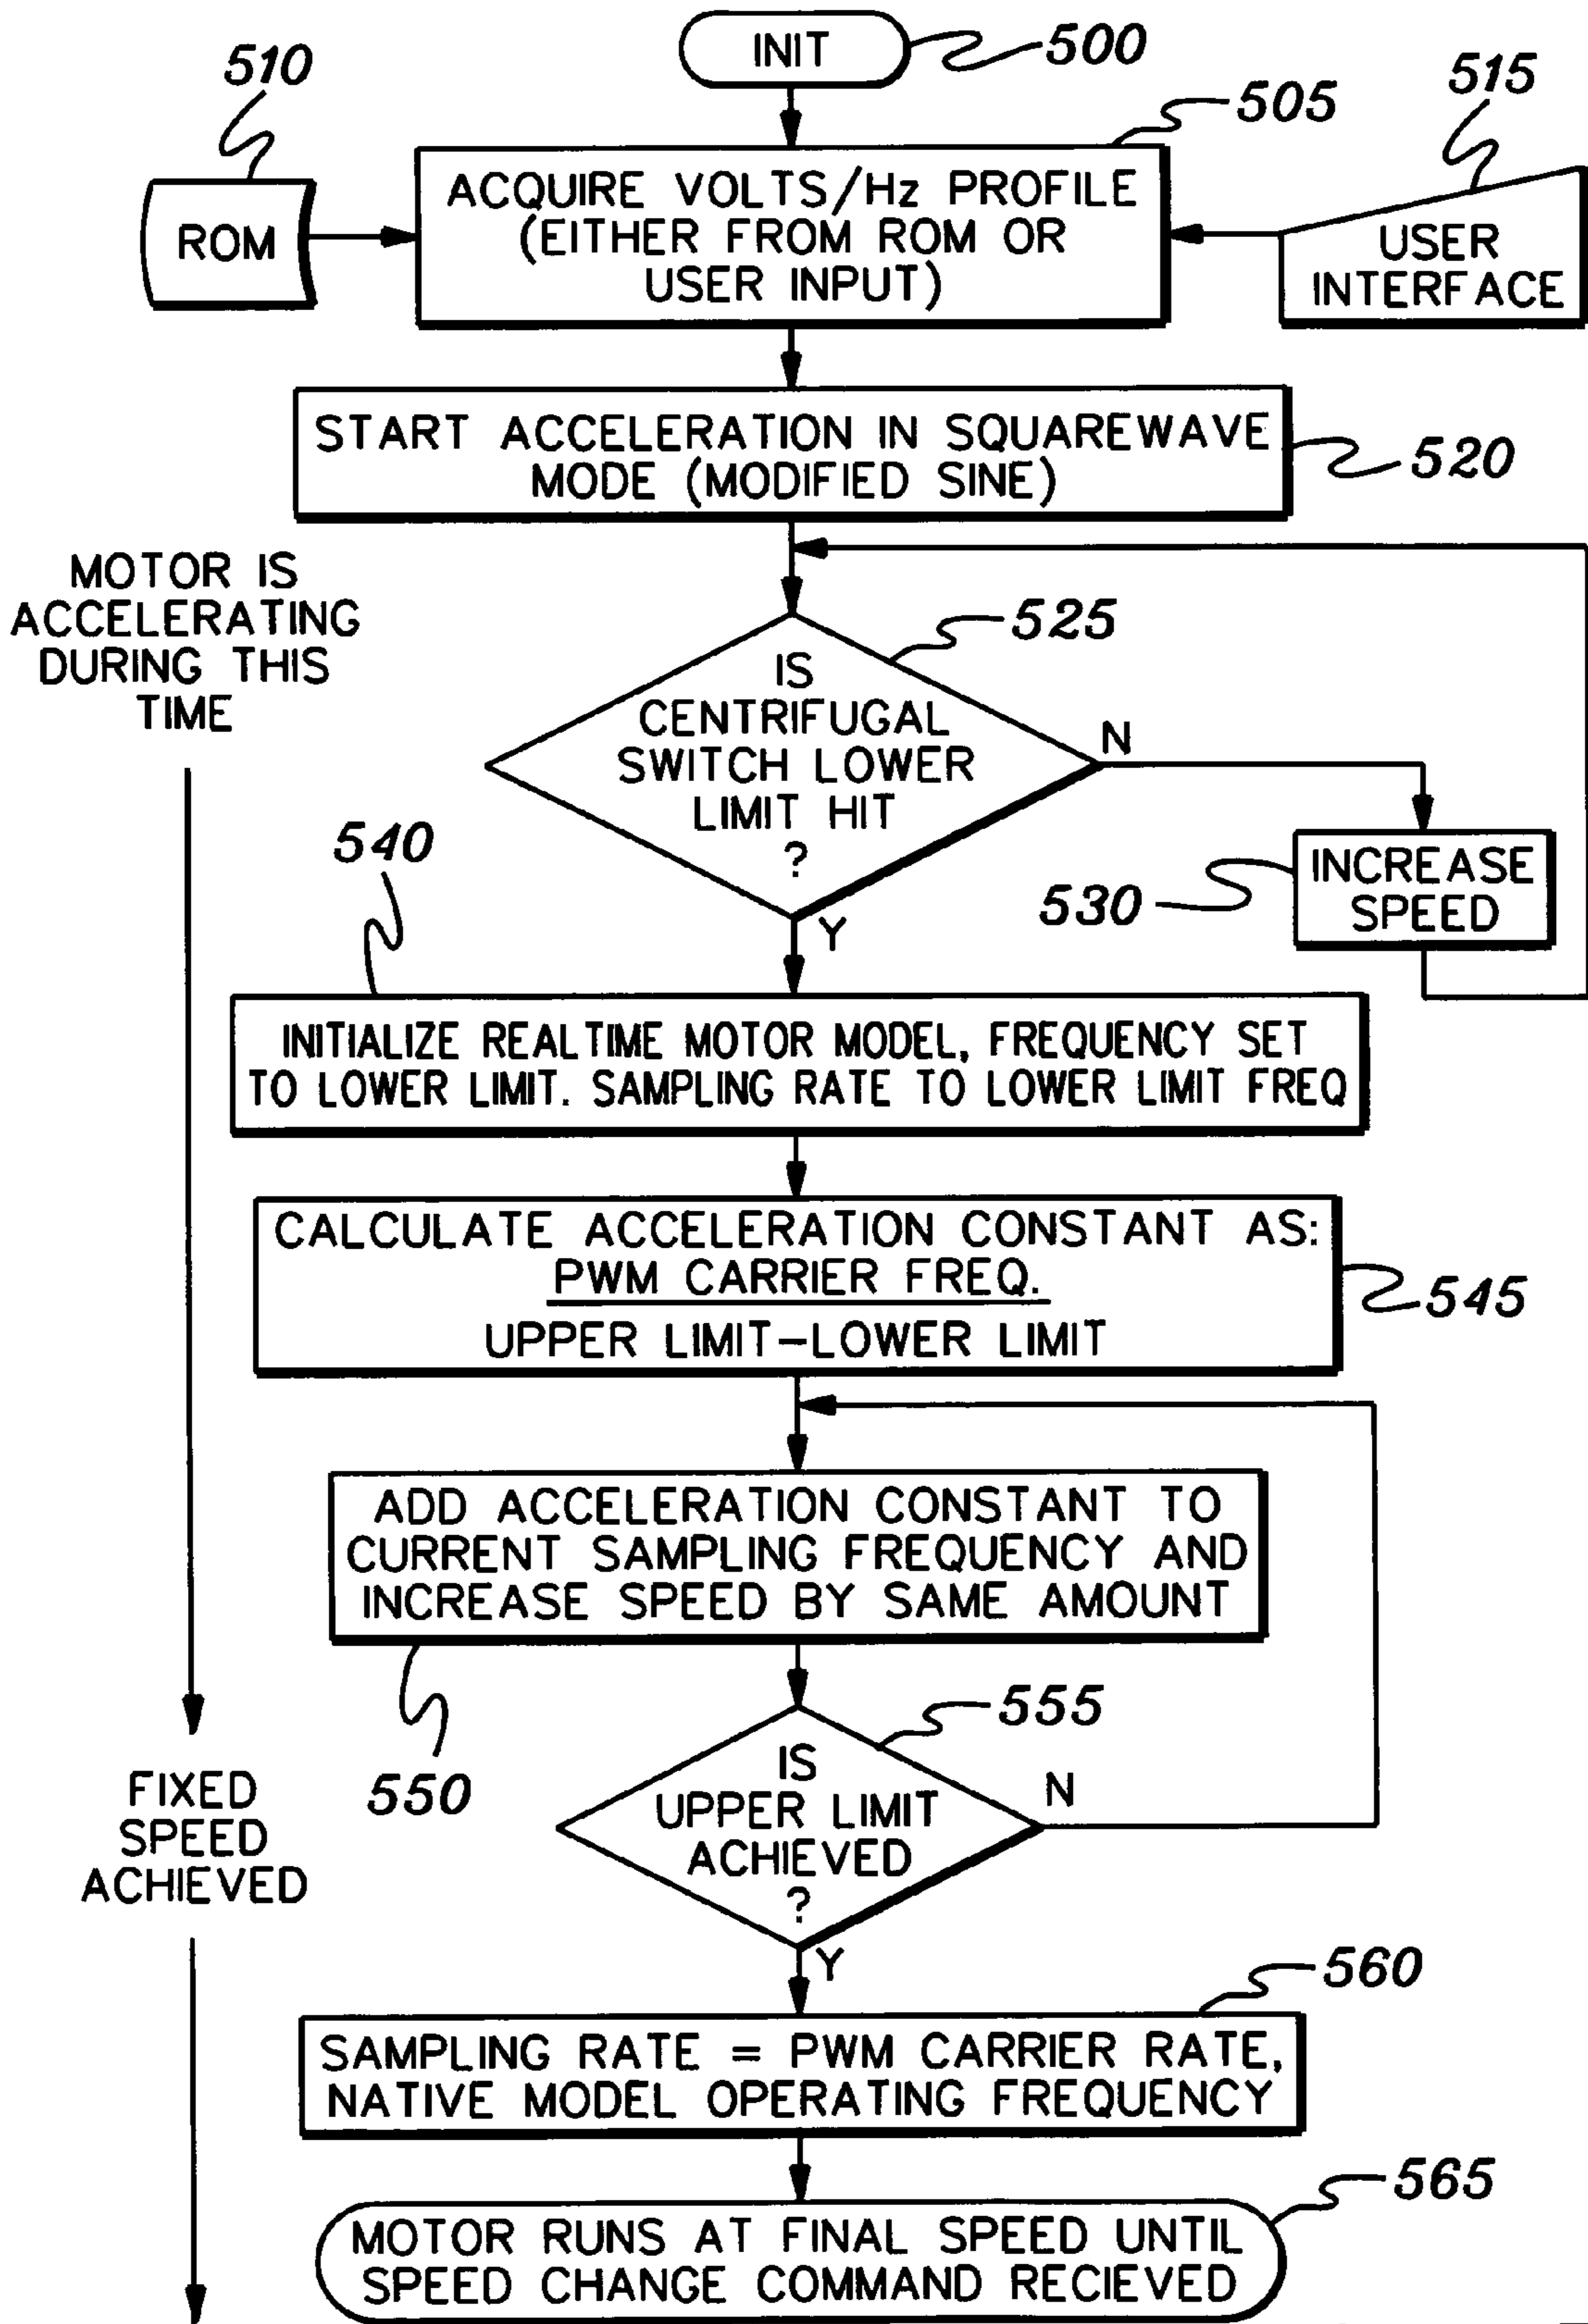 INIT
500
510
505
515
ROM
ACQUIRE VOLTS/Hz PROFILE
(EITHER FROM ROM OR
USER INPUT)
USER
INTERFACE
START ACCELERATION IN SQUAREWAVE
MODE (MODIFIED SINE)
520
MOTOR IS
ACCELERATING
DURING THIS
TIME
525
IS
CENTRIFUGAL
SWITCH LOWER
LIMIT HIT
?
N
Y
INCREASE
SPEED
530
540
INITIALIZE REALTIME MOTOR MODEL, FREQUENCY SET
TO LOWER LIMIT. SAMPLING RATE TO LOWER LIMIT FREQ
CALCULATE ACCELERATION CONSTANT AS:
PWM CARRIER FREQ.
UPPER LIMIT-LOWER LIMIT
545
ADD ACCELERATION CONSTANT TO
CURRENT SAMPLING FREQUENCY AND
INCREASE SPEED BY SAME AMOUNT
550
555
IS
UPPER LIMIT
ACHIEVED
?
N
Y
FIXED
SPEED
ACHIEVED
560
SAMPLING RATE = PWM CARRIER RATE,
NATIVE MODEL OPERATING FREQUENCY
565
MOTOR RUNS AT FINAL SPEED UNTIL
SPEED CHANGE COMMAND RECIEVED